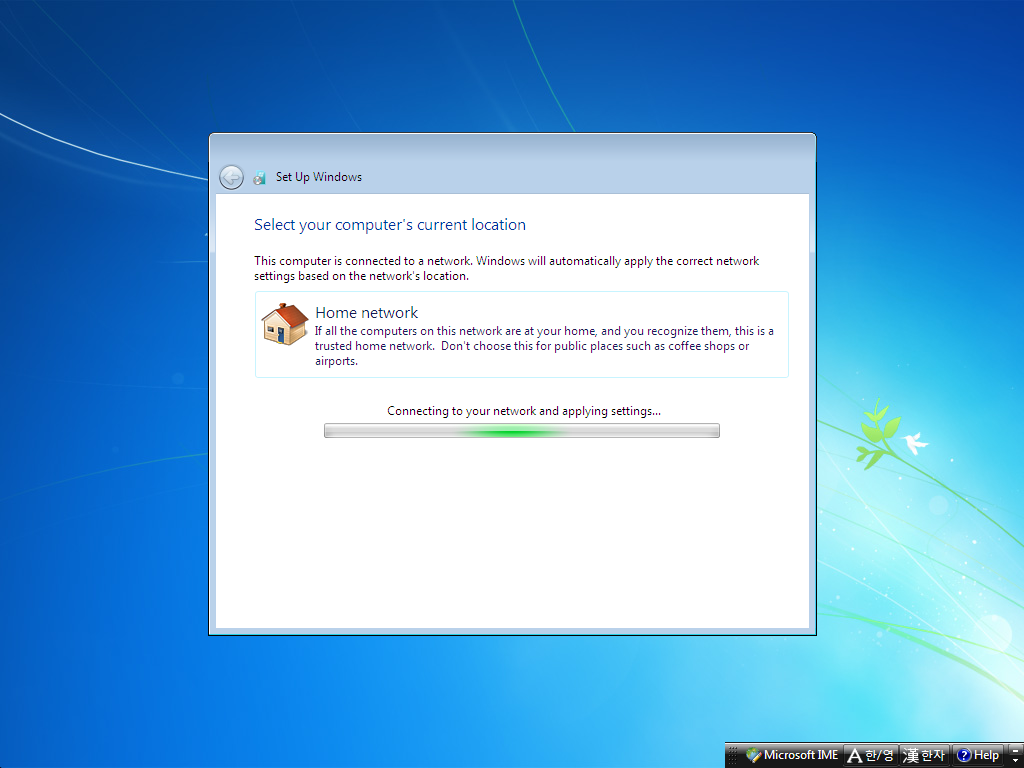 Set Up Windows
Select your computer's current location
This computer is connected to a network. Windows will automatically apply the correct network
settings based on the network's location.
Home network
If all the computers on this network are at your home, and you recognize them, this is a
trusted home network.  Don't choose this for public places such as coffee shops or
airports.
Connecting to your network and applying settings...
Microsoft IME A 한/영 漢 한자 ? Help